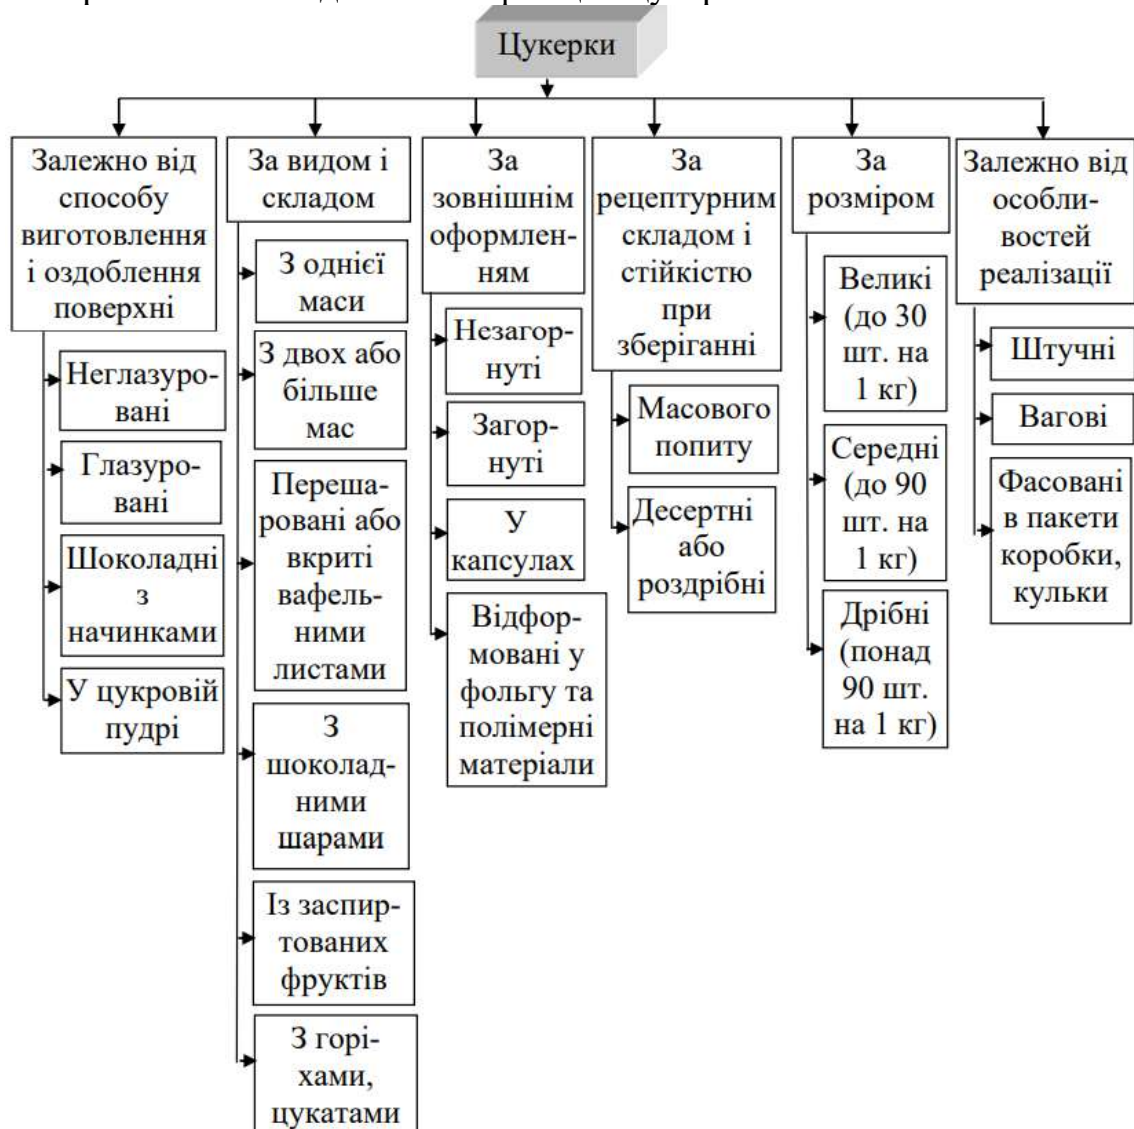 Цукерки
Залежно від
способу
виготовлення
і оздоблення
поверхні
Неглазуро-
вані
Глазуро-
вані
Шоколадні
з
начинками
У цукровій
пудрі
За видом і
складом
З однієї
маси
З двох або
більше
мас
Переша-
ровані або
вкриті
вафель-
ними
листами
З
шоколад-
ними
шарами
Із заспир-
тованих
фруктів
З горі-
хами,
цукатами
За
зовнішнім
оформлен-
ням
Незагор-
нуті
Загор-
нуті
У
капсулах
Відфор-
мовані у
фольгу та
полімерні
матеріали
За
рецептурним
складом і
стійкістю
при
зберіганні
Масового
попиту
Десертні
або
роздрібні
За
розміром
Великі
(до 30
шт. на
1 кг)
Середні
(до 90
шт. на
1 кг)
Дрібні
(понад
90 шт.
на 1 кг)
Залежно від
особли-
востей
реалізації
Штучні
Вагові
Фасовані
в пакети
коробки,
кульки